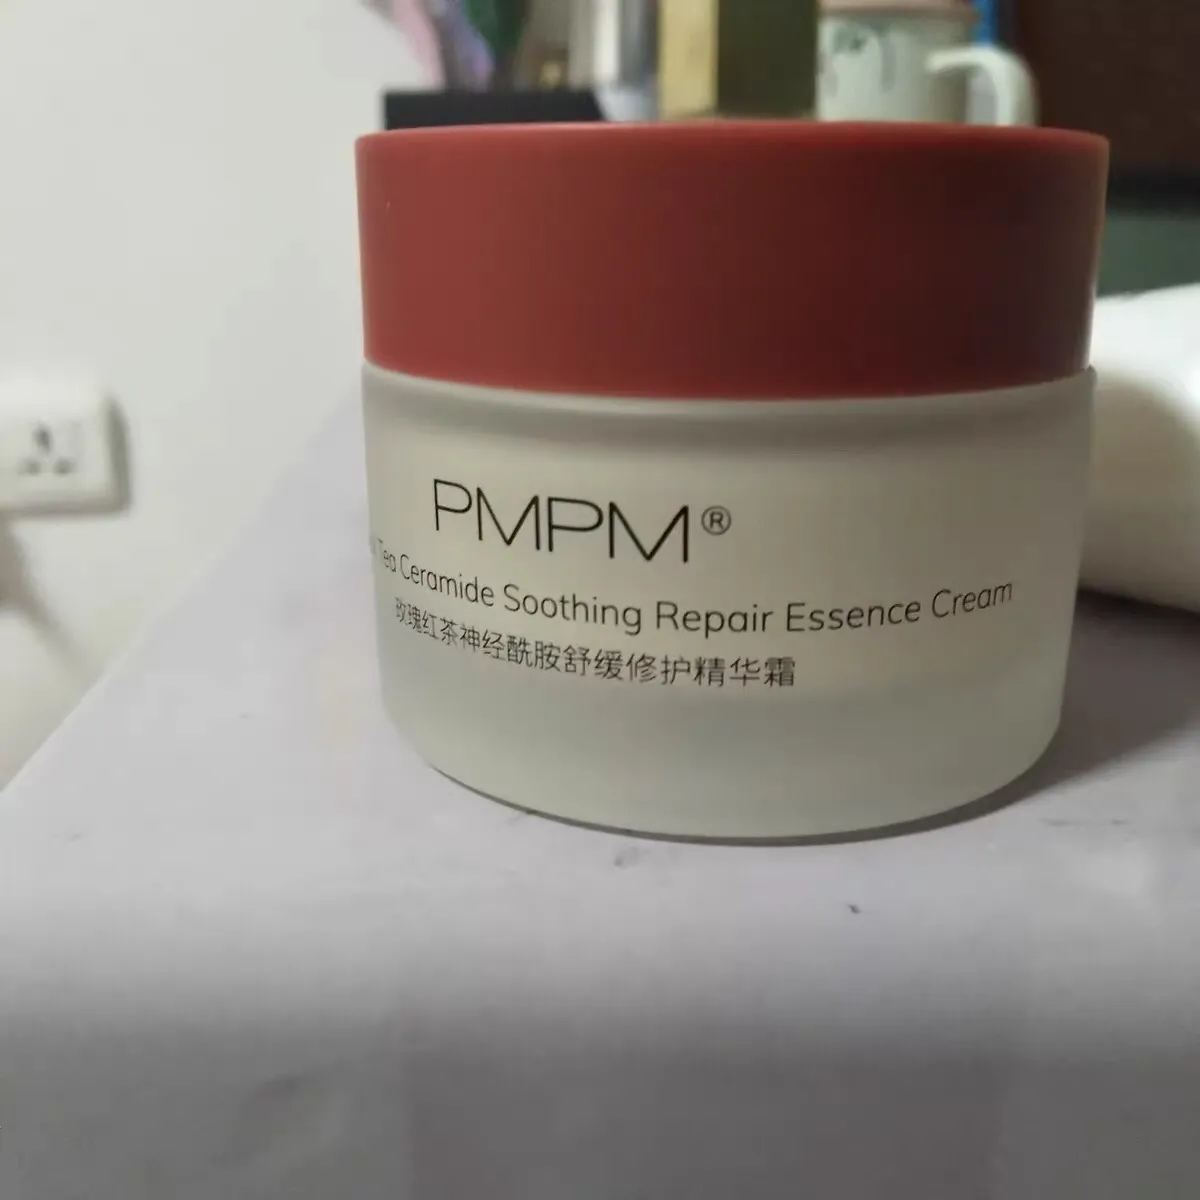 PMPM®
Tea Ceramide Soothing Repair Essence Cream
玫瑰红茶神经酰胺舒缓修护精华霜